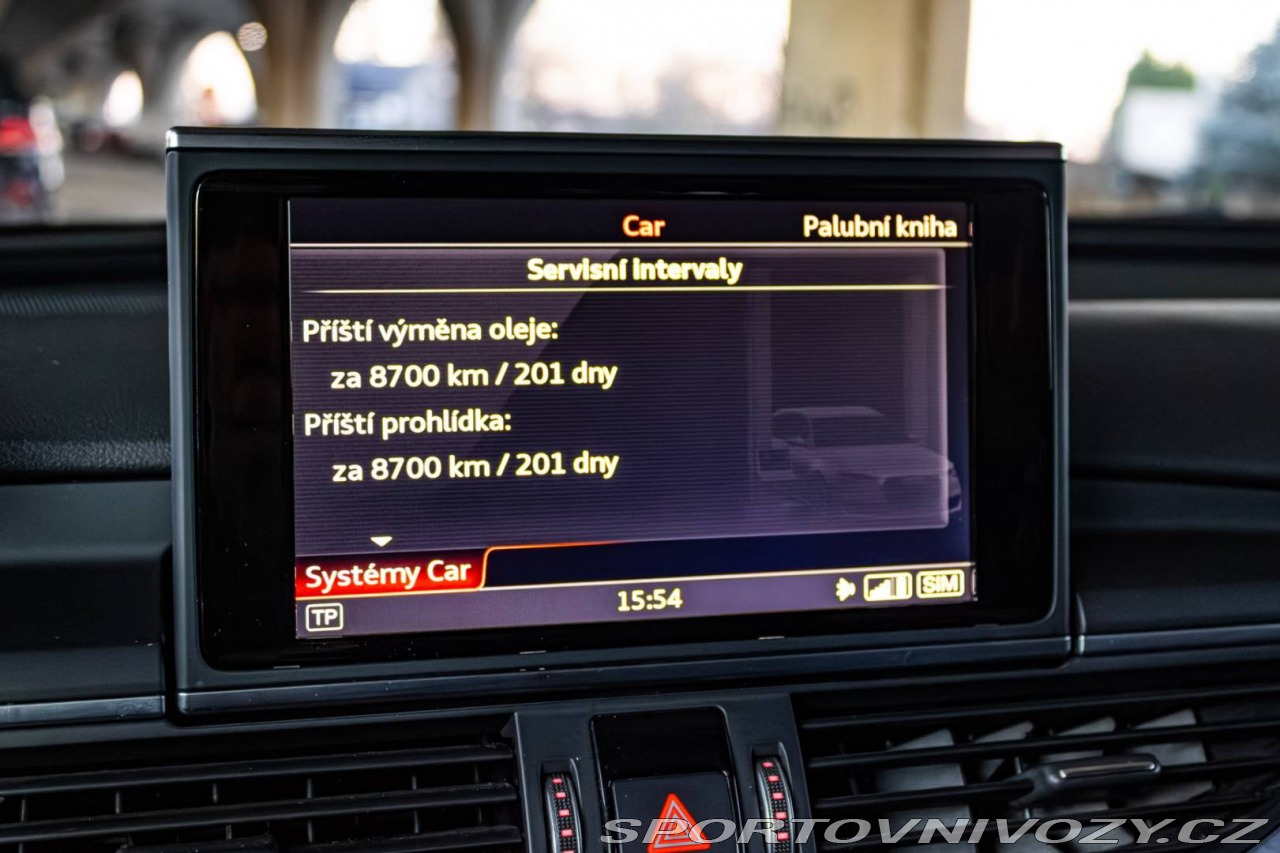 Car
Palubní kniha
Servisní intervaly
Příští výměna oleje:
za 8700 km / 201 dny
Příští prohlídka:
za 8700 km / 201 dny
Systémy Car
TP
15:54
SIM
SPORTOVNIVOZY.CZ